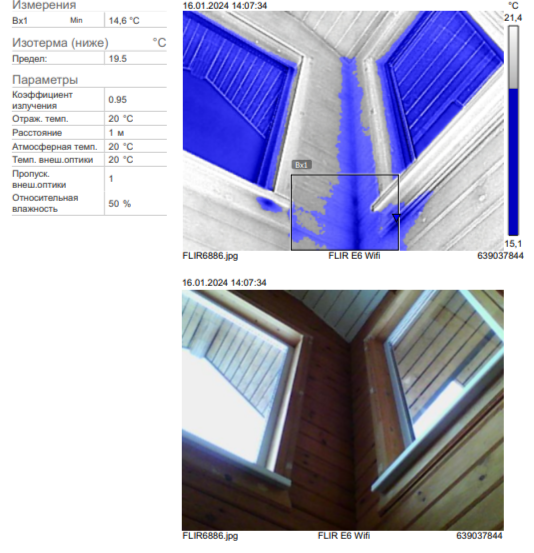 Измерения
Bx1 Min 14,6 °C
Изотерма (ниже) °C
Предел: 19.5
Параметры
Коэффициент
излучения 0.95
Отраж. темп. 20 °C
Расстояние 1 м
Атмосферная темп. 20 °C
Темп. внеш.оптики 20 °C
Пропуск.
внеш.оптики 1
Относительная
влажность 50 %
16.01.2024 14:07:34
°C
21,4
Bx1
15,1
FLIR6886.jpg FLIR E6 Wifi 639037844
16.01.2024 14:07:34
FLIR6886.jpg FLIR E6 Wifi 639037844